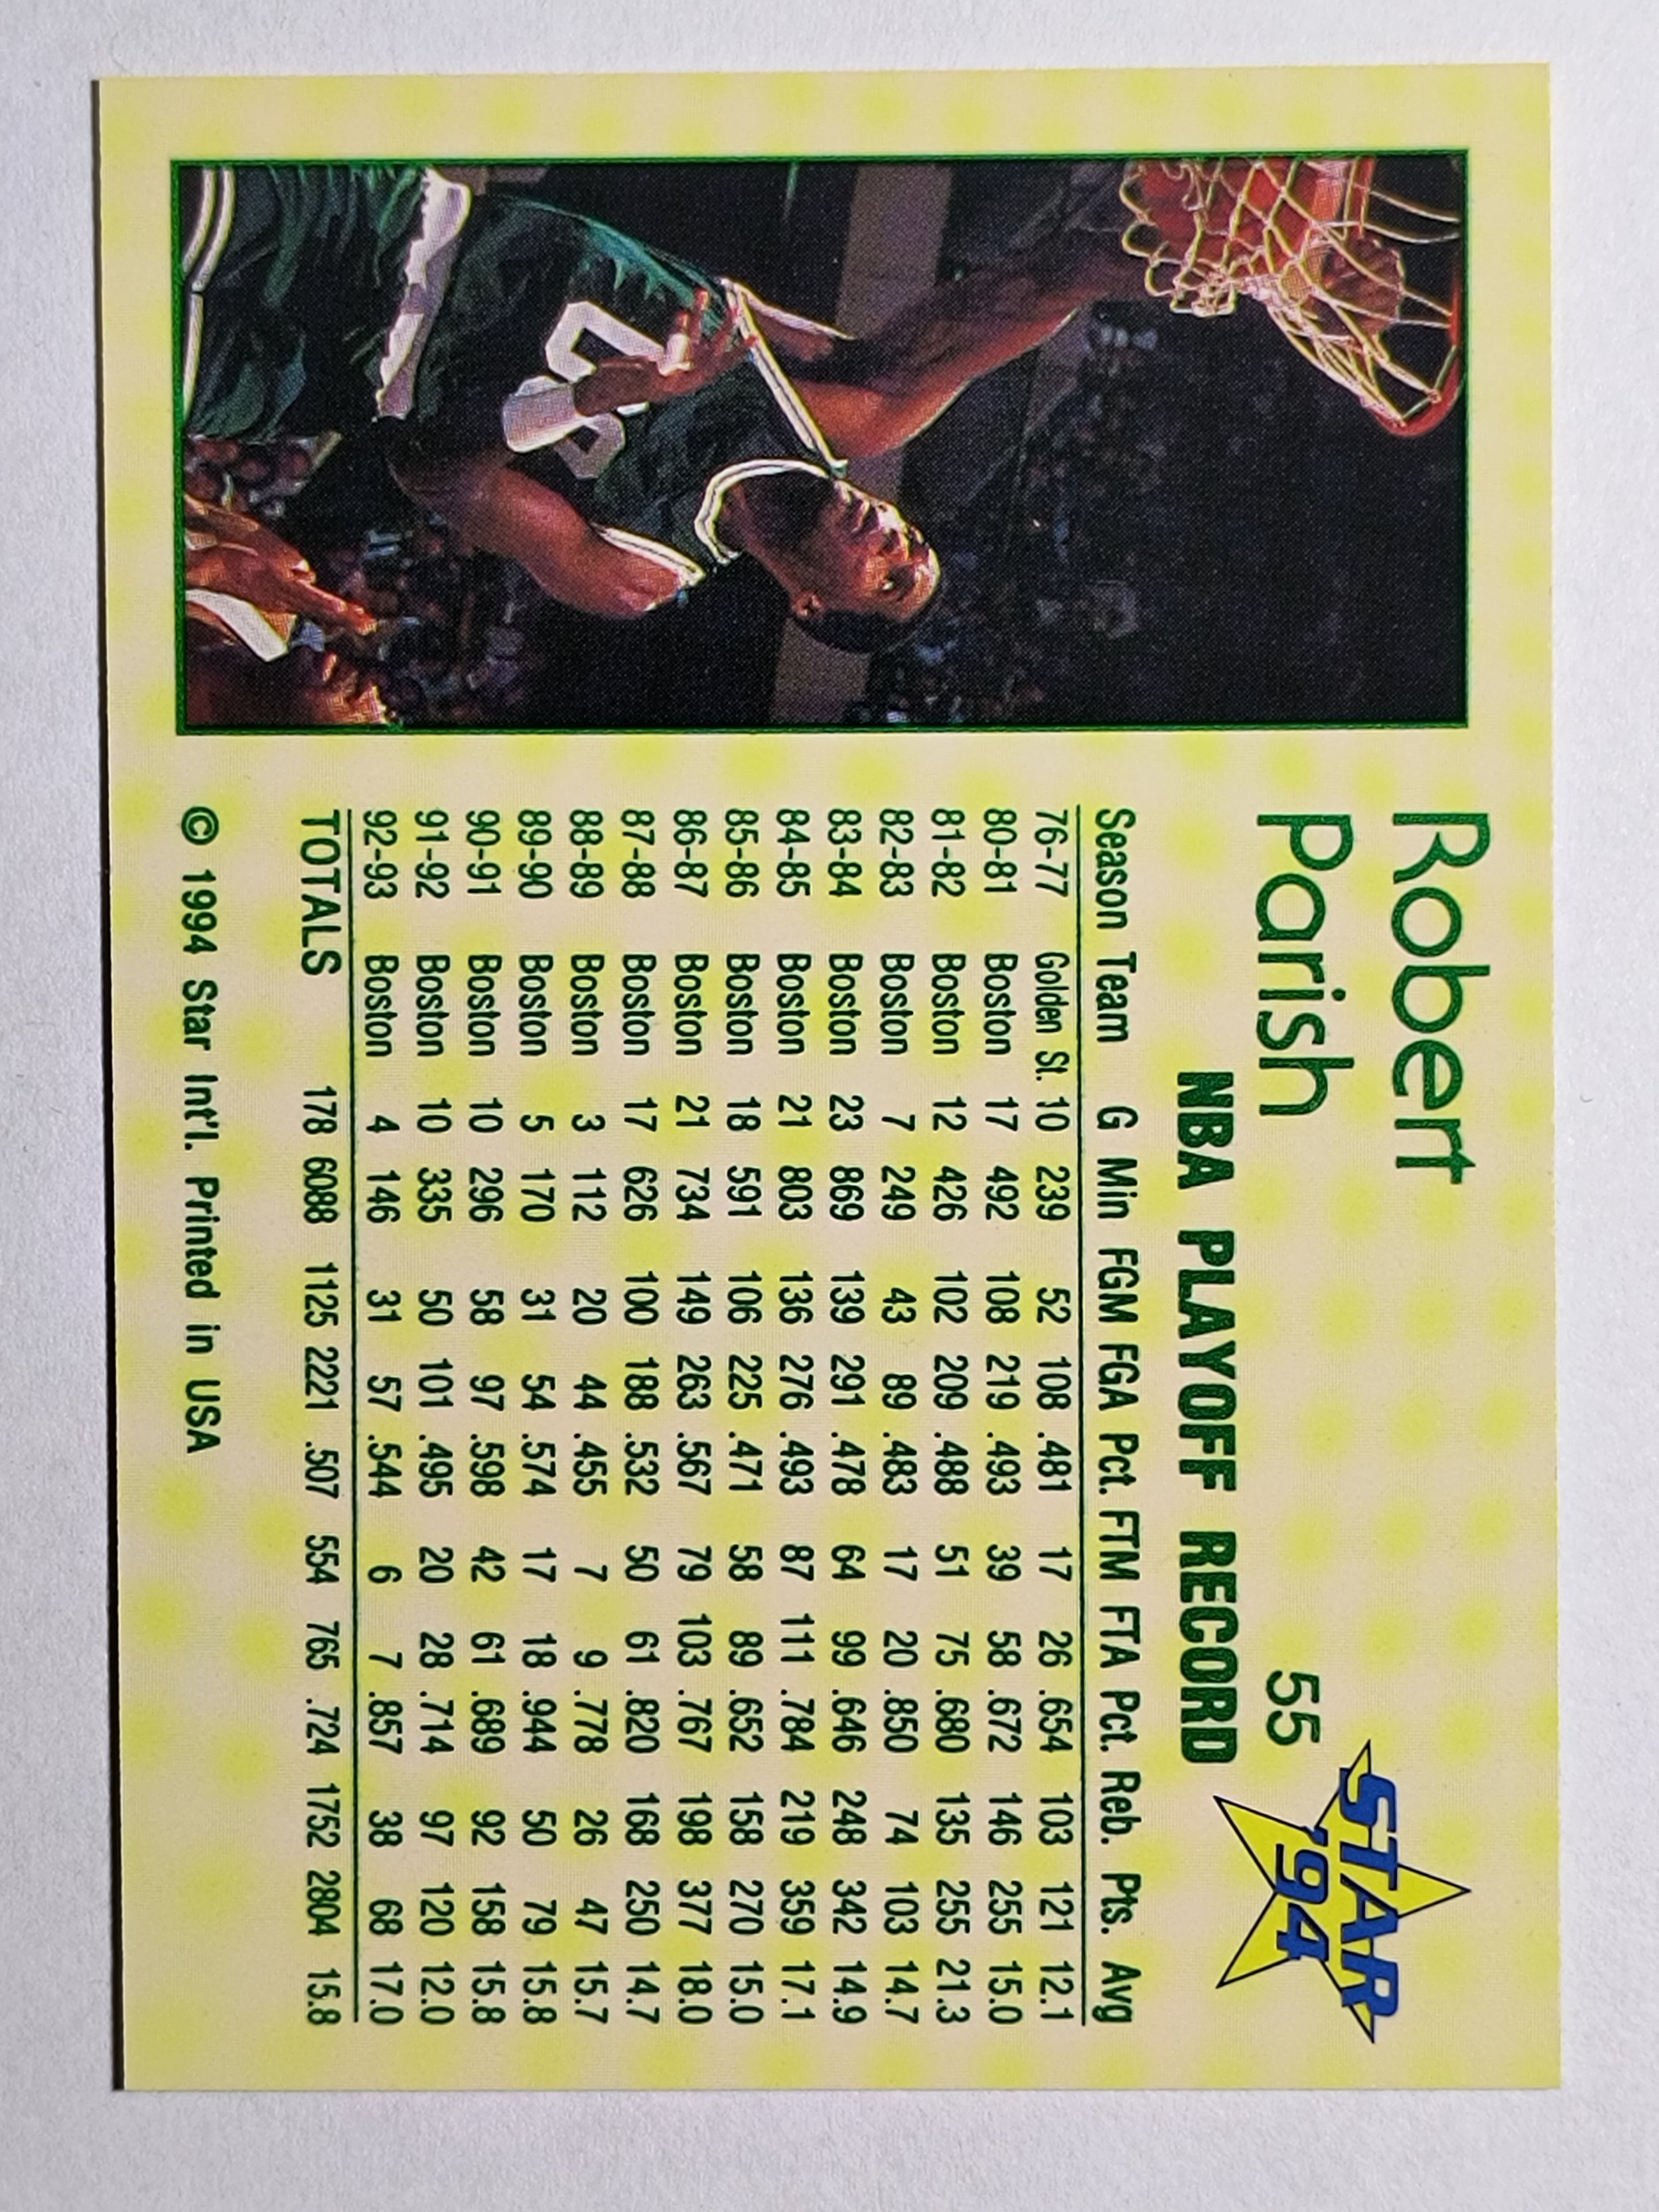 Robert
Parish
55
STAR
'94
NBA PLAYOFF RECORD
Season Team G Min FGM FGA Pct. FTM FTA Pct. Reb. Pts. Avg
76-77 Golden St. 10 239 52 108 .481 17 26 .654 103 121 12.1
80-81 Boston 17 492 108 219 .493 39 58 .672 146 255 15.0
81-82 Boston 12 426 102 209 .488 51 75 .680 135 255 21.3
82-83 Boston 7 249 43 89 .483 17 20 .850 74 103 14.7
83-84 Boston 23 869 139 291 .478 64 99 .646 248 342 14.9
84-85 Boston 21 803 136 276 .493 87 111 .784 219 359 17.1
85-86 Boston 18 591 106 225 .471 58 89 .652 158 270 15.0
86-87 Boston 21 734 149 263 .567 79 103 .767 198 377 18.0
87-88 Boston 17 626 100 188 .532 50 61 .820 168 250 14.7
88-89 Boston 3 112 20 44 .455 7 9 .778 26 47 15.7
89-90 Boston 5 170 31 54 .574 17 18 .944 50 79 15.8
90-91 Boston 10 296 58 97 .598 42 61 .689 92 158 15.8
91-92 Boston 10 335 50 101 .495 20 28 .714 97 120 12.0
92-93 Boston 4 146 31 57 .544 6 7 .857 38 68 17.0
TOTALS 178 6088 1125 2221 .507 554 765 .724 1752 2804 15.8
© 1994 Star Int'l. Printed in USA